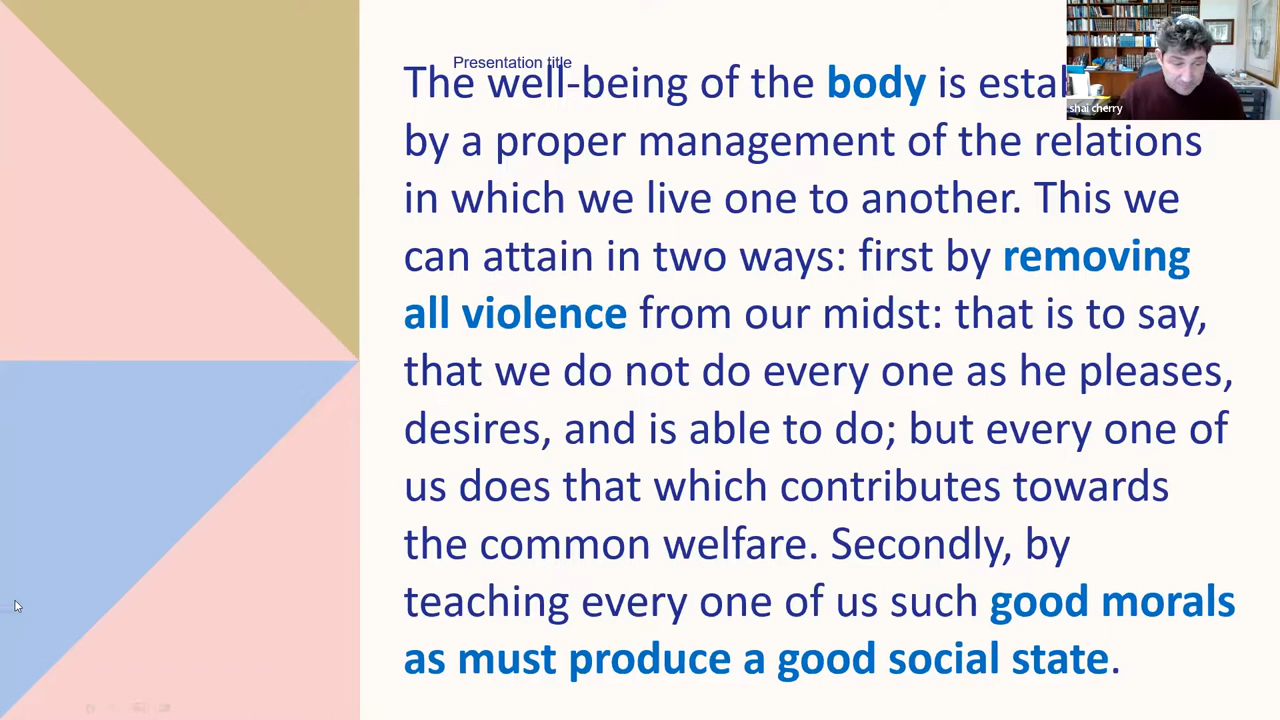 Presentation title
The well-being of the body is
by a proper management of the relations
in which we live one to another. This we
can attain in two ways: first by removing
all violence from our midst: that is to say,
that we do not do every one as he pleases,
desires, and is able to do; but every one of
us does that which contributes towards
the common welfare. Secondly, by
teaching every one of us such good morals
as must produce a good social state.
shai cherry